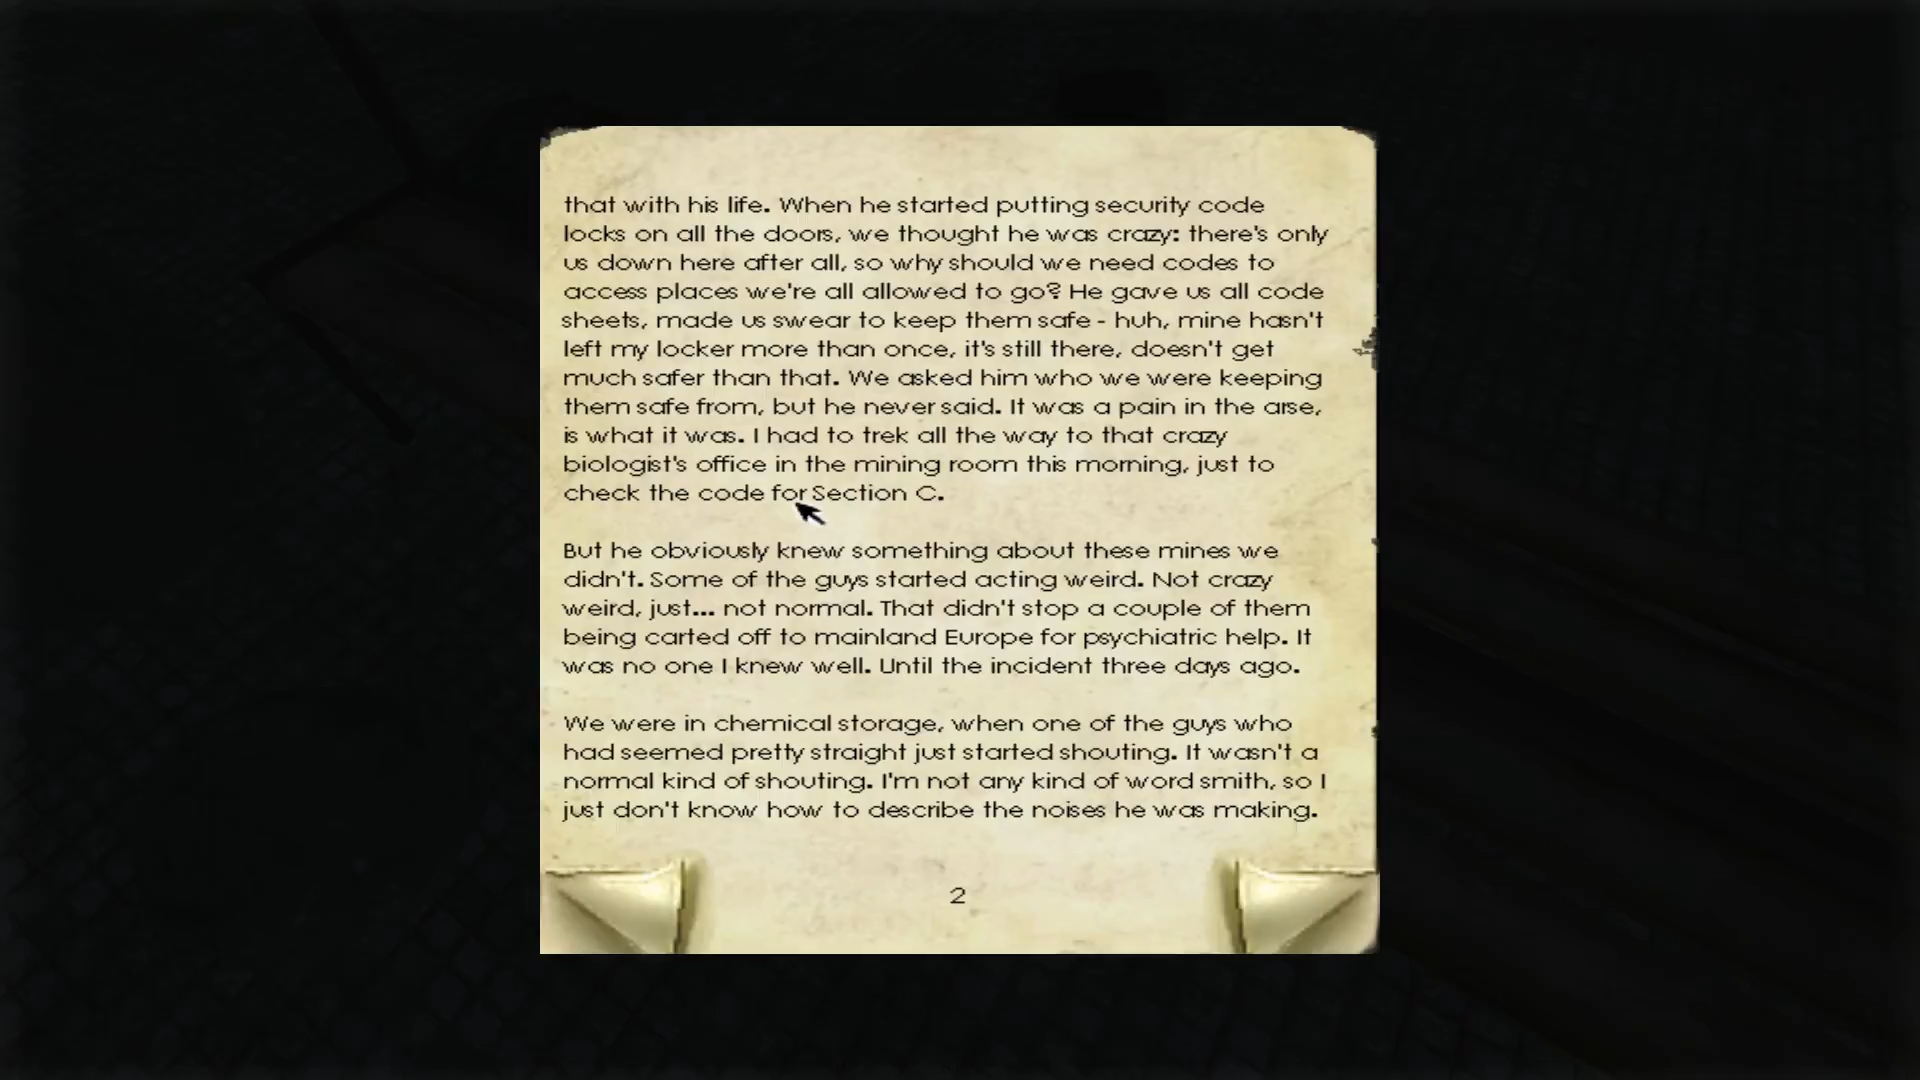 that with his life. When he started putting security code
locks on all the doors, we thought he was crazy: there's only
us down here after all, so why should we need codes to
access places we're all allowed to go? He gave us all code
sheets, made us swear to keep them safe - huh, mine hasn't
left my locker more than once, it's still there, doesn't get
much safer than that. We asked him who we were keeping
them safe from, but he never said. It was a pain in the arse,
is what it was. I had to trek all the way to that crazy
biologist's office in the mining room this morning, just to
check the code for Section C.
But he obviously knew something about these mines we
didn't. Some of the guys started acting weird. Not crazy
weird, just... not normal. That didn't stop a couple of them
being carted off to mainland Europe for psychiatric help. It
was no one I knew well. Until the incident three days ago.
We were in chemical storage, when one of the guys who
had seemed pretty straight just started shouting. It wasn't a
normal kind of shouting. I'm not any kind of word smith, so I
just don't know how to describe the noises he was making.
2